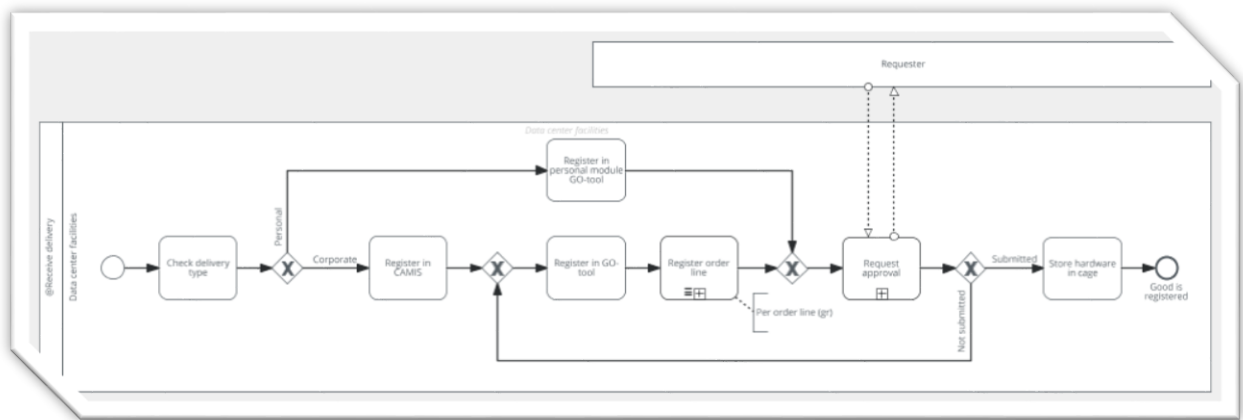 Requester
Data center facilities
@Receive delivery
Data center facilities
Check delivery
type
Personal
Corporate
Register in
personal module
GO-tool
Register in
CAMIS
Register in GO-
tool
Register order
line
Per order line (gr)
Request
approval
Submitted
Not submitted
Store hardware
in cage
Good is
registered